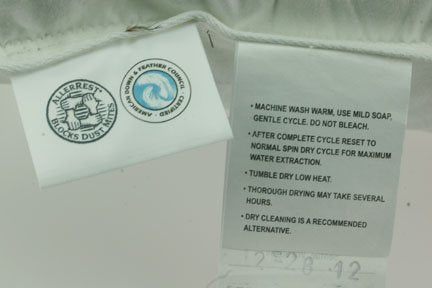 ALLERREST®
BLOCKS DUST MITES
AMERICAN DOWN & FEATHER COUNCIL
· CERTIFIED ·
• MACHINE WASH WARM, USE MILD SOAP,
GENTLE CYCLE. DO NOT BLEACH.
• AFTER COMPLETE CYCLE RESET TO
NORMAL SPIN DRY CYCLE FOR MAXIMUM
WATER EXTRACTION.
• TUMBLE DRY LOW HEAT.
• THOROUGH DRYING MAY TAKE SEVERAL
HOURS.
• DRY CLEANING IS A RECOMMENDED
ALTERNATIVE.